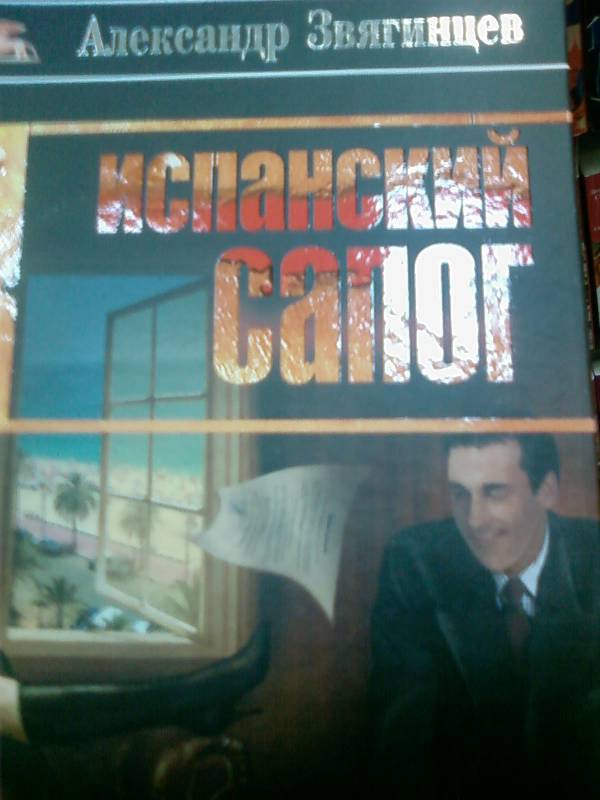 Александр Звягинцев
испанский
сапог